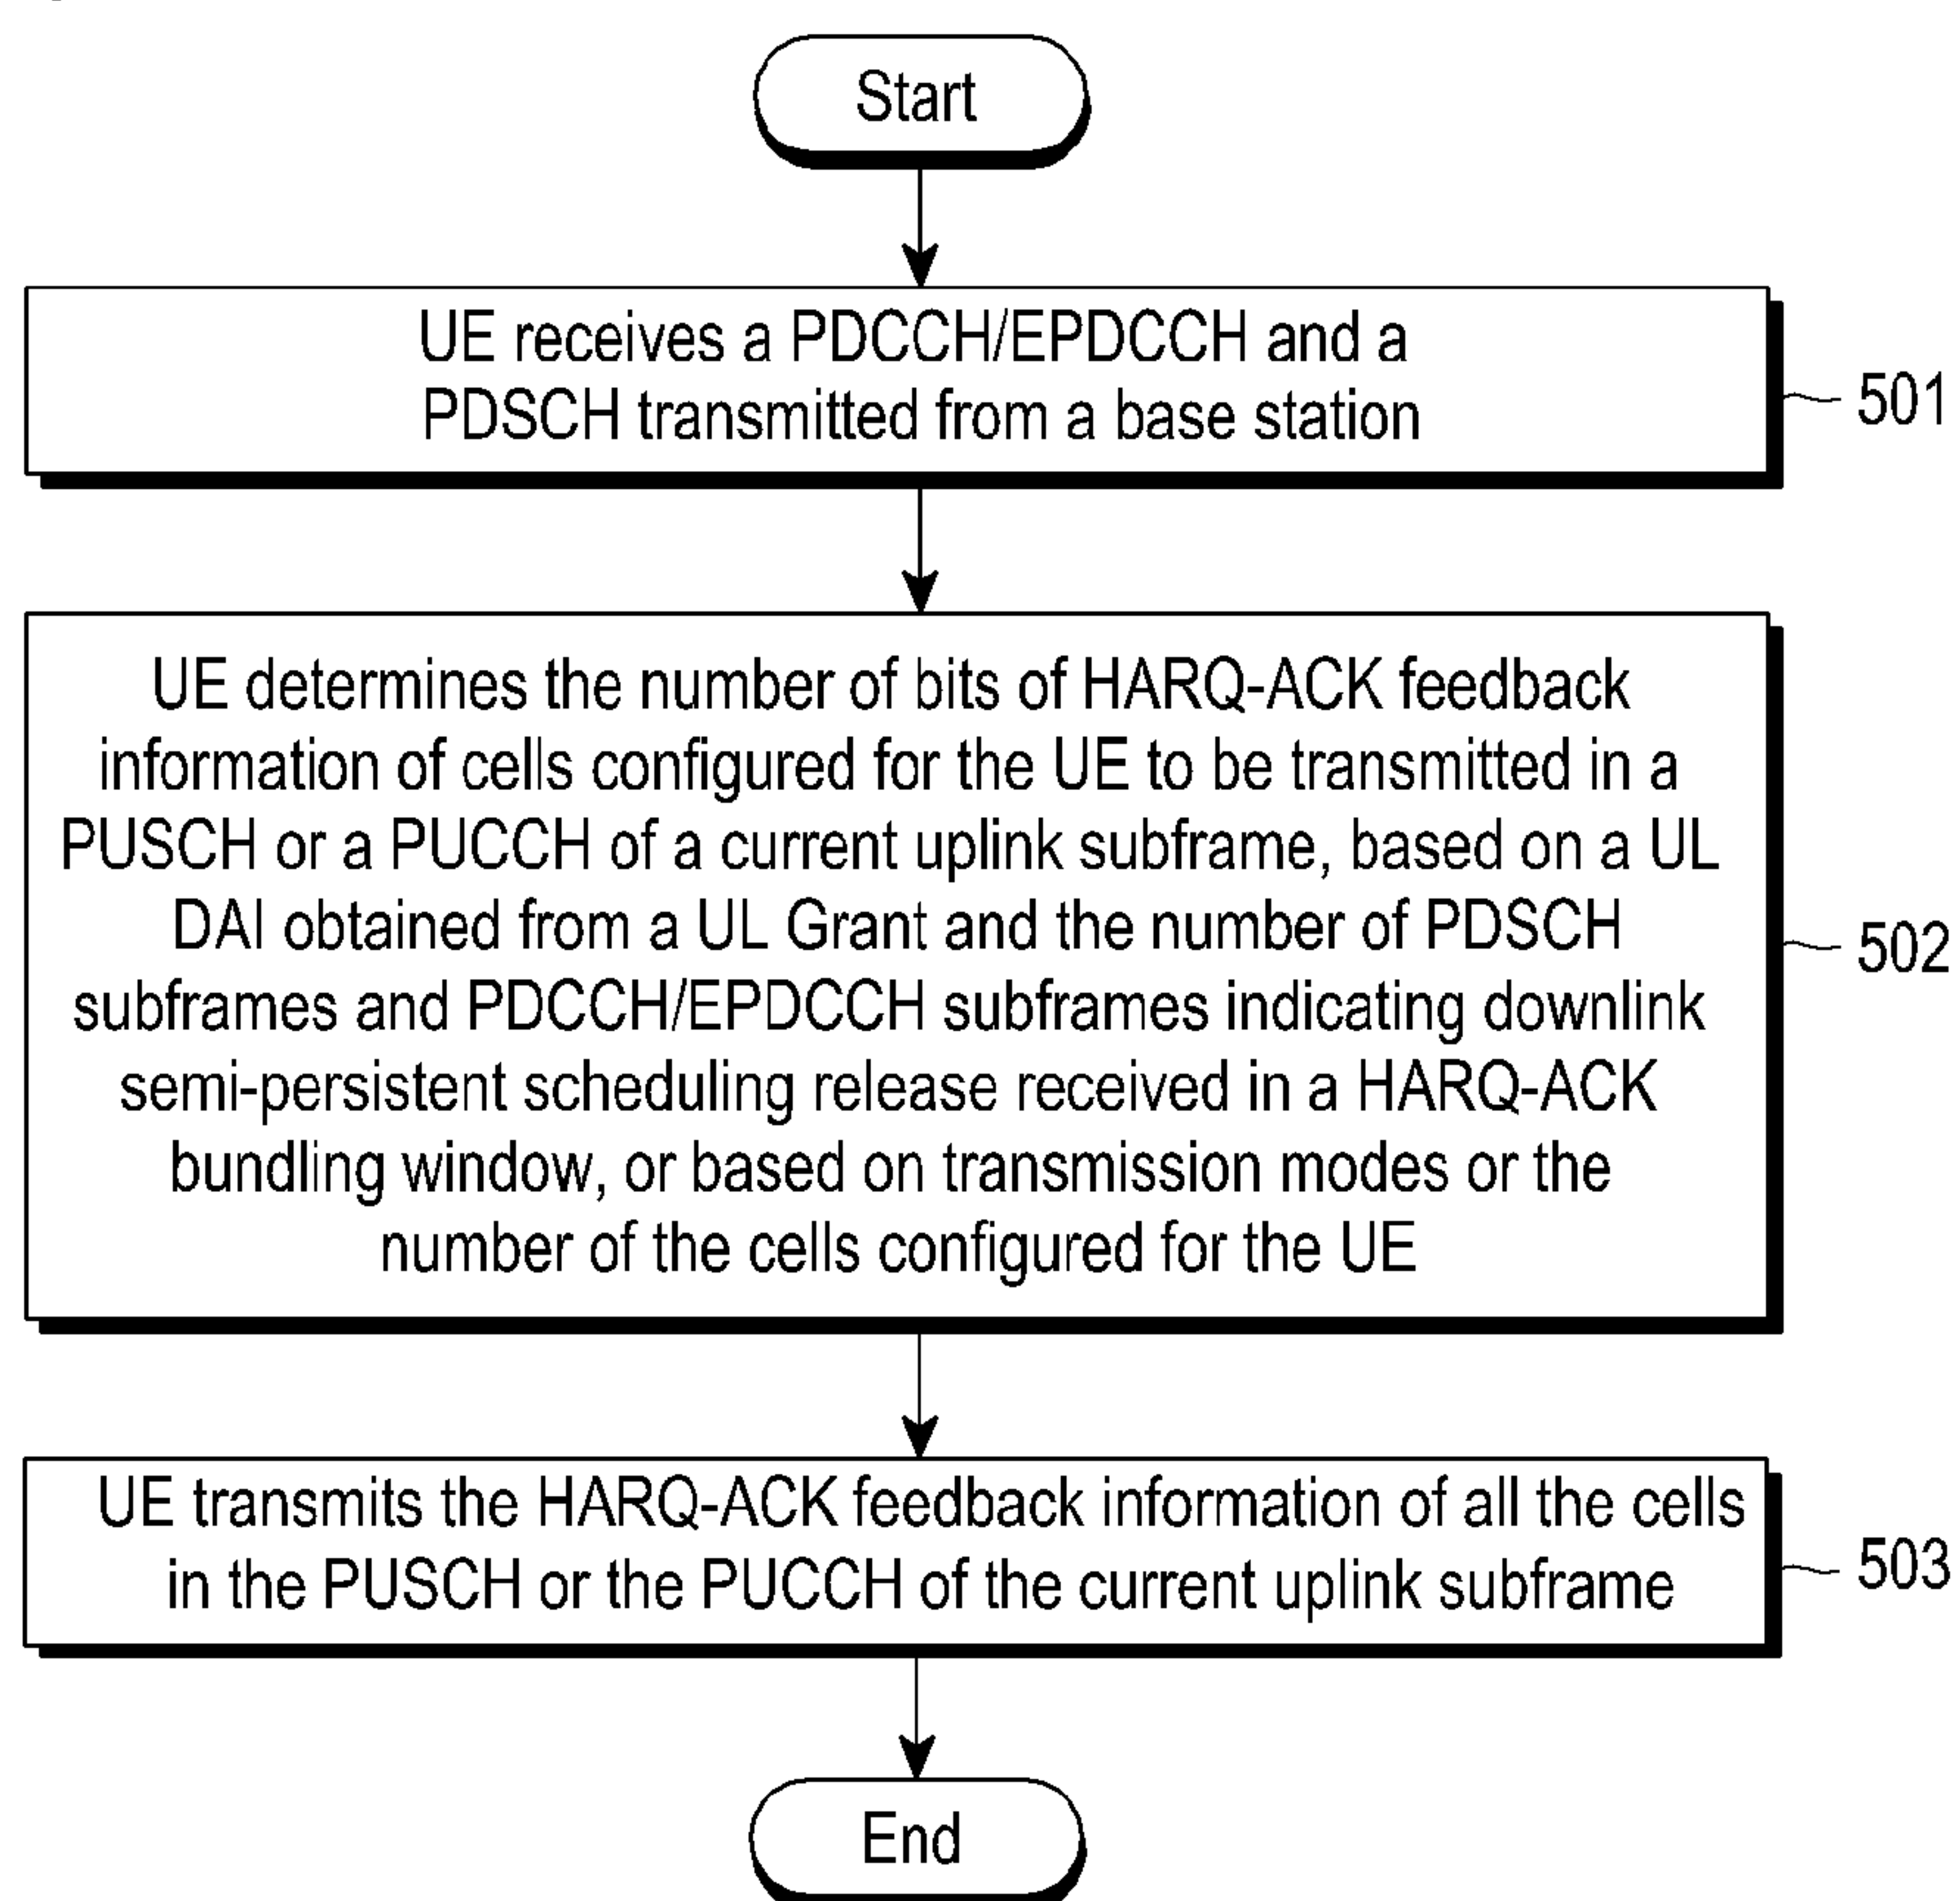 Start
UE receives a PDCCH/EPDCCH and a
PDSCH transmitted from a base station
501
UE determines the number of bits of HARQ-ACK feedback
information of cells configured for the UE to be transmitted in a
PUSCH or a PUCCH of a current uplink subframe, based on a UL
DAI obtained from a UL Grant and the number of PDSCH
subframes and PDCCH/EPDCCH subframes indicating downlink
semi-persistent scheduling release received in a HARQ-ACK
bundling window, or based on transmission modes or the
number of the cells configured for the UE
502
UE transmits the HARQ-ACK feedback information of all the cells
in the PUSCH or the PUCCH of the current uplink subframe
503
End